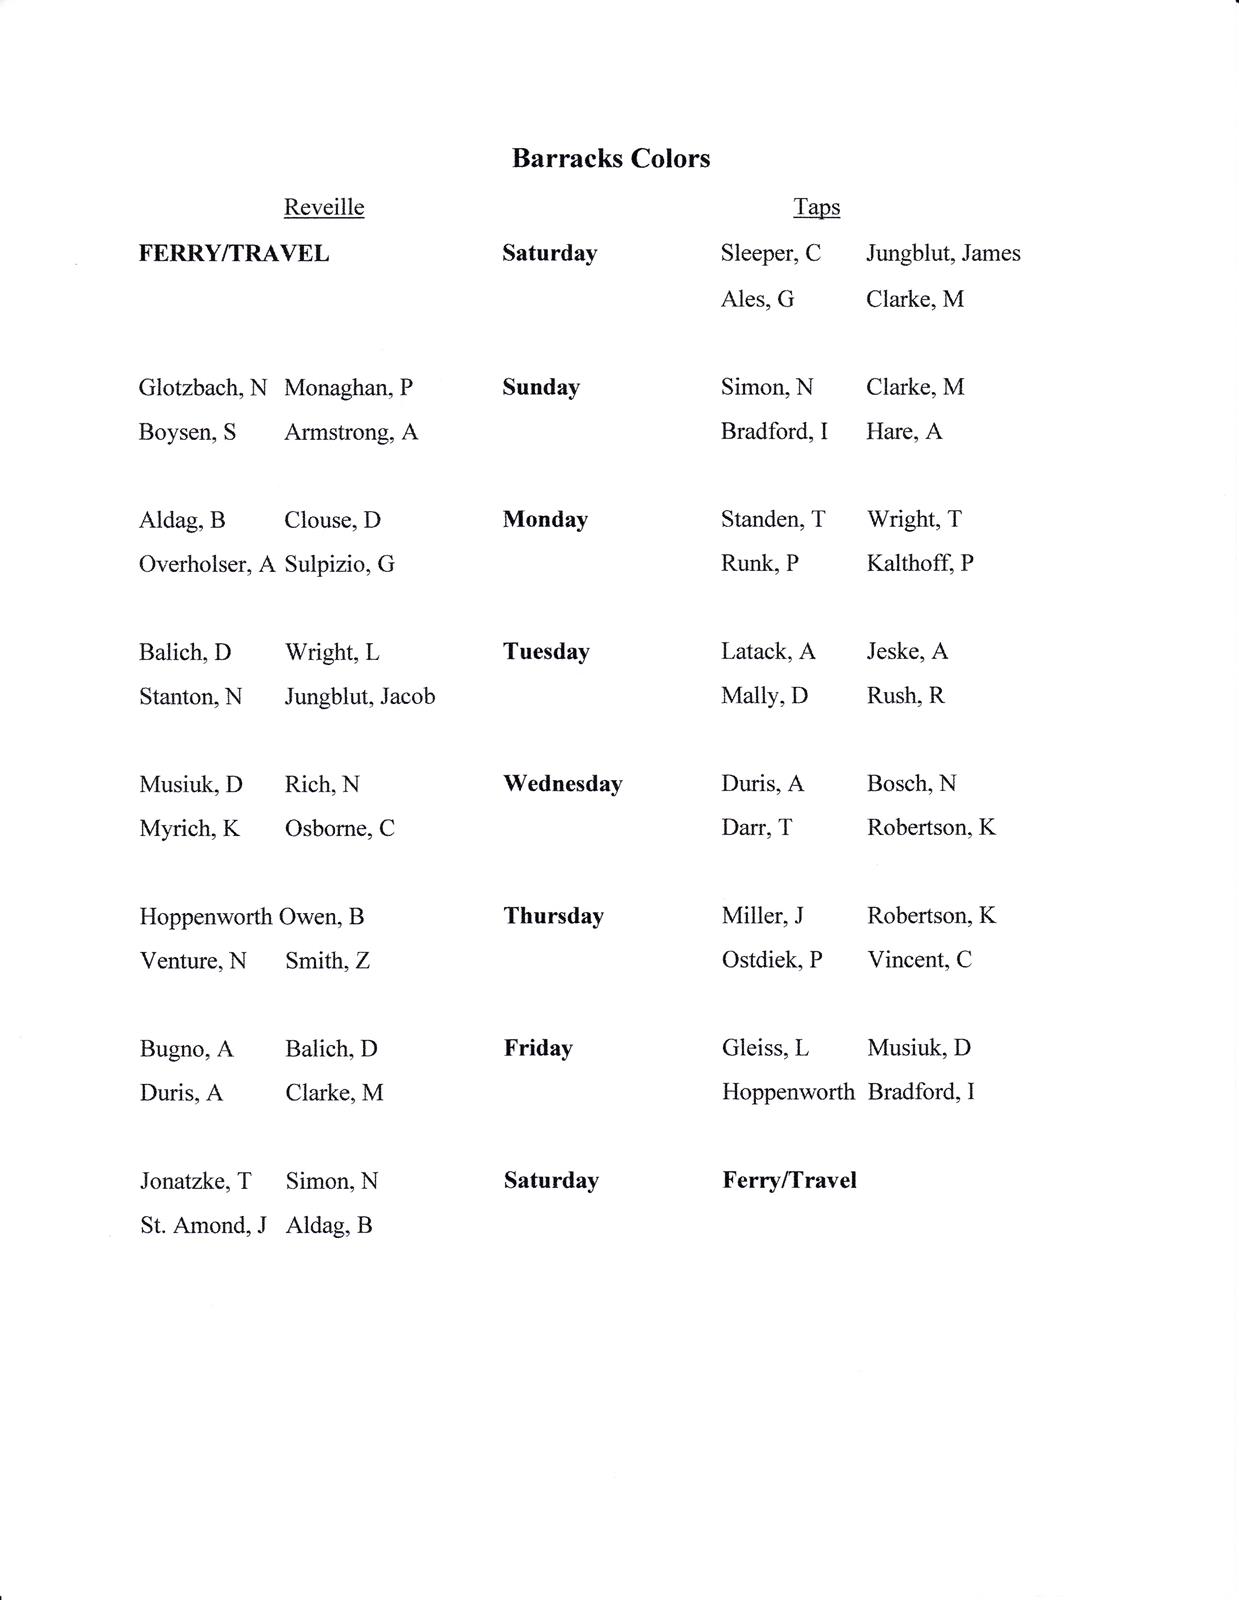 Barracks Colors
Reveille Taps
FERRY/TRAVEL Saturday Sleeper, C Jungblut, James
Ales, G Clarke, M
Glotzbach, N Monaghan, P Sunday Simon, N Clarke, M
Boysen, S Armstrong, A Bradford, I Hare, A
Aldag, B Clouse, D Monday Standen, T Wright, T
Overholser, A Sulpizio, G Runk, P Kalthoff, P
Balich, D Wright, L Tuesday Latack, A Jeske, A
Stanton, N Jungblut, Jacob Mally, D Rush, R
Musiuk, D Rich, N Wednesday Duris, A Bosch, N
Myrich, K Osborne, C Darr, T Robertson, K
Hoppenworth Owen, B Thursday Miller, J Robertson, K
Venture, N Smith, Z Ostdiek, P Vincent, C
Bugno, A Balich, D Friday Gleiss, L Musiuk, D
Duris, A Clarke, M Hoppenworth Bradford, I
Jonatzke, T Simon, N Saturday Ferry/Travel
St. Amond, J Aldag, B